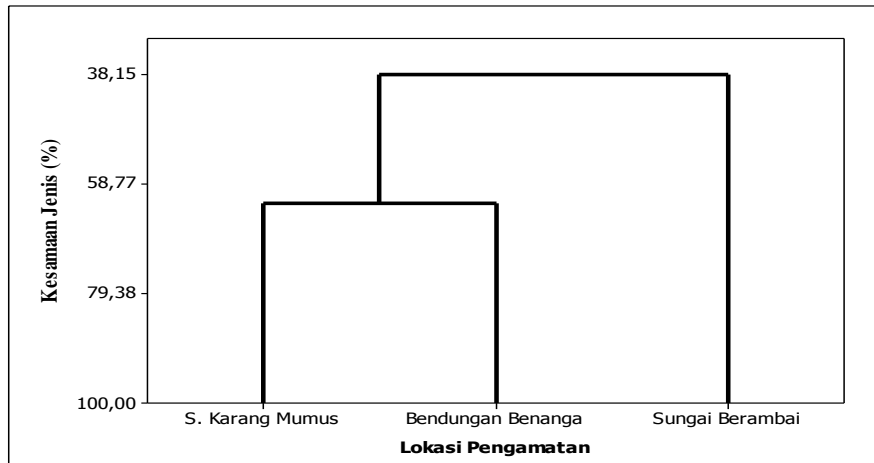 Kesamaan Jenis (%)
38,15
58,77
79,38
100,00
S. Karang Mumus
Bendungan Benanga
Sungai Berambai
Lokasi Pengamatan